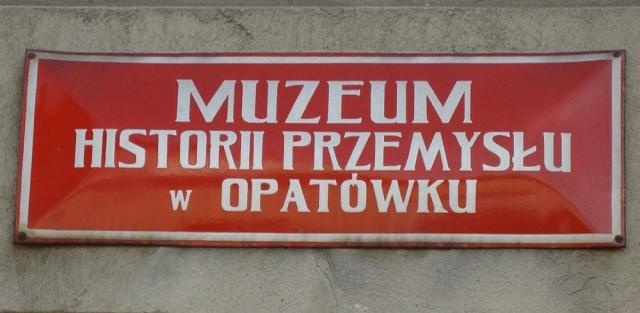 MUZEUM
HISTORII PRZEMYSŁU
w OPATÓWKU